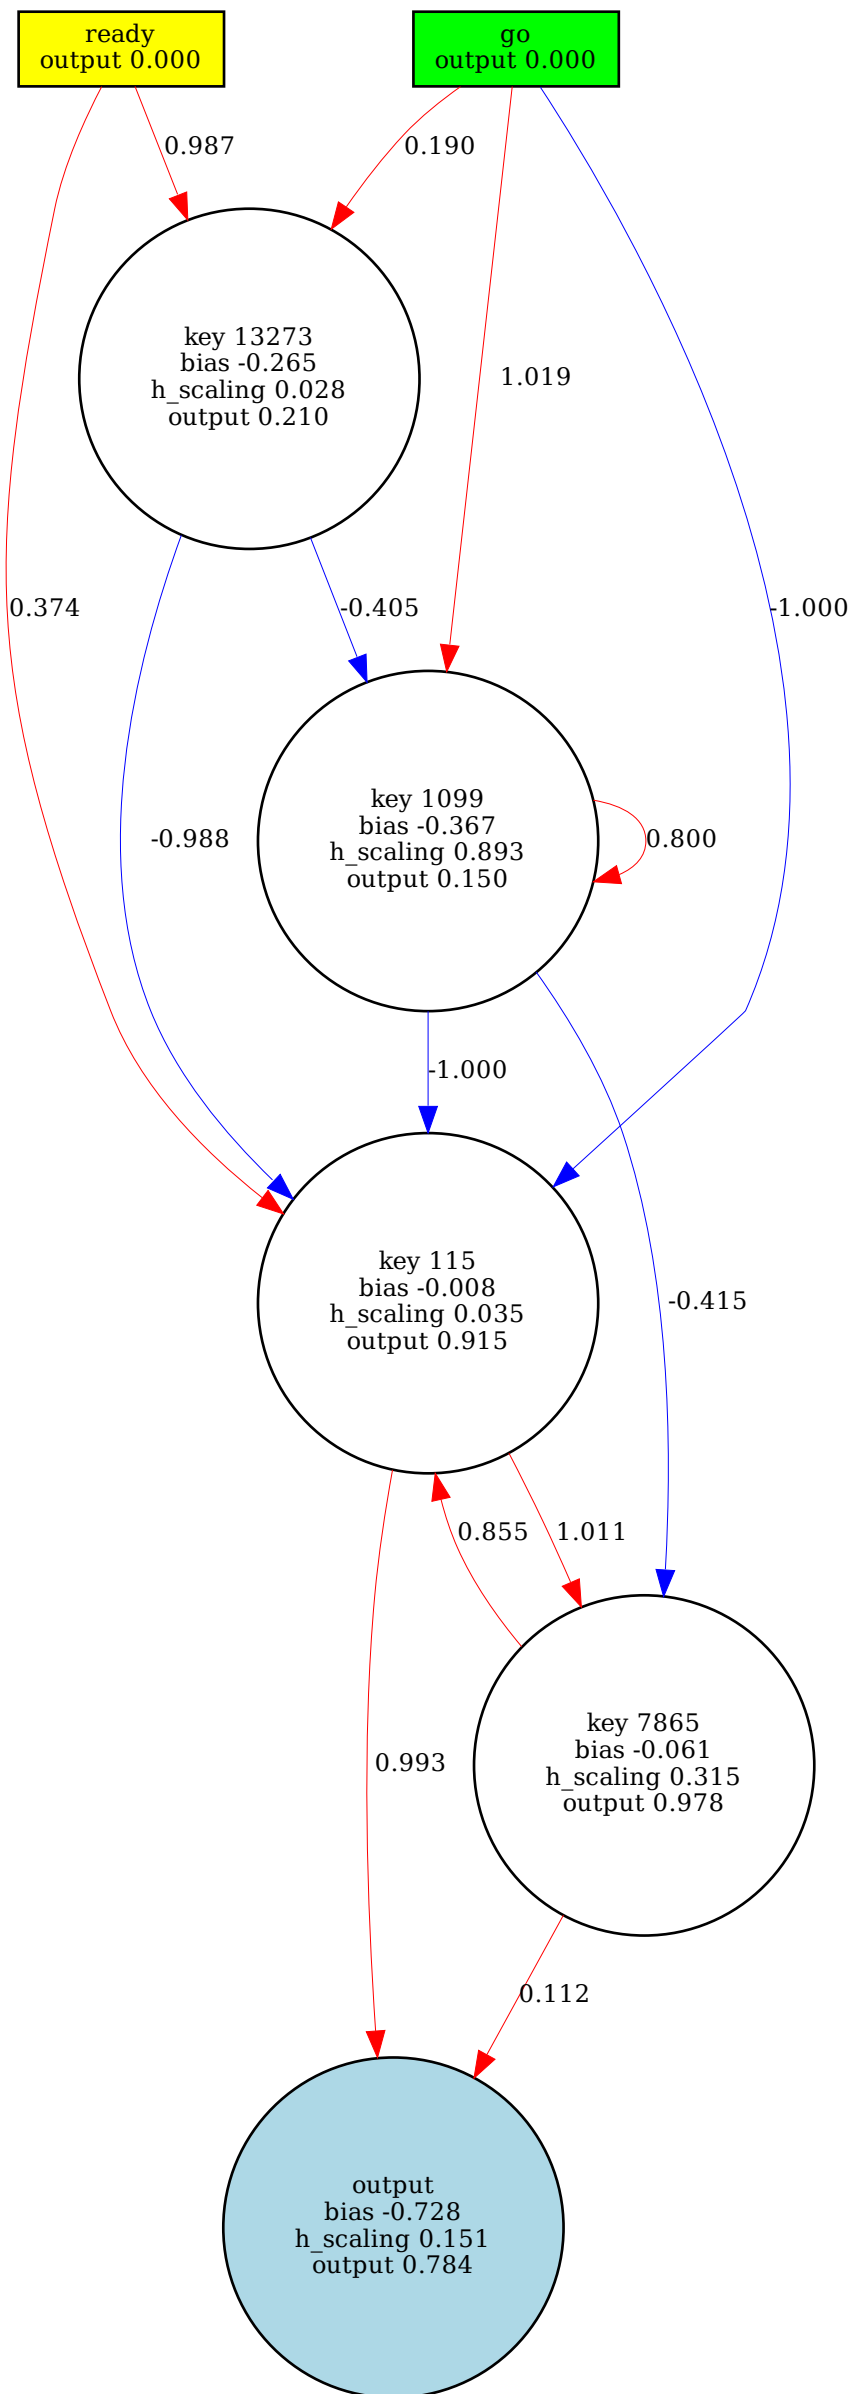 ready
output 0.000
go
output 0.000
0.987
0.190
key 13273
bias -0.265
h_scaling 0.028
output 0.210
1.019
0.374
-0.405
-1.000
key 1099
bias -0.367
h_scaling 0.893
output 0.150
-0.988
0.800
-1.000
key 115
bias -0.008
h_scaling 0.035
output 0.915
-0.415
0.855
1.011
key 7865
bias -0.061
h_scaling 0.315
output 0.978
0.993
0.112
output
bias -0.728
h_scaling 0.151
output 0.784